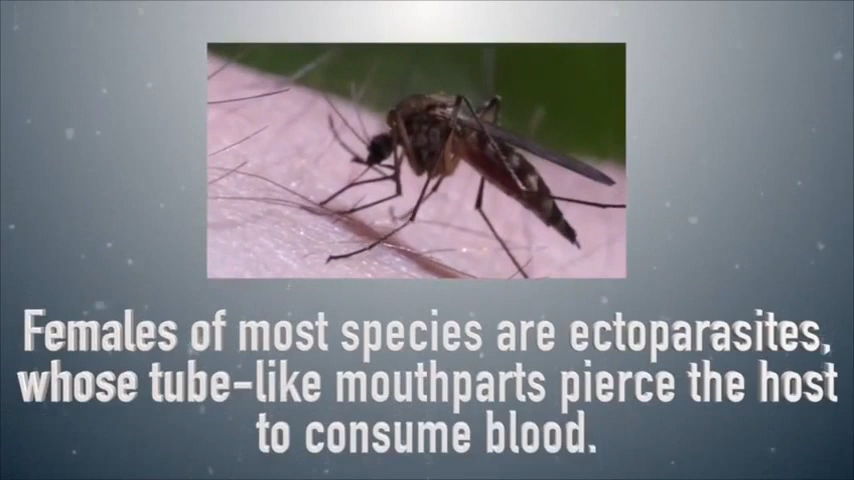 Females of most species are ectoparasites,
whose tube-like mouthparts pierce the host
to consume blood.